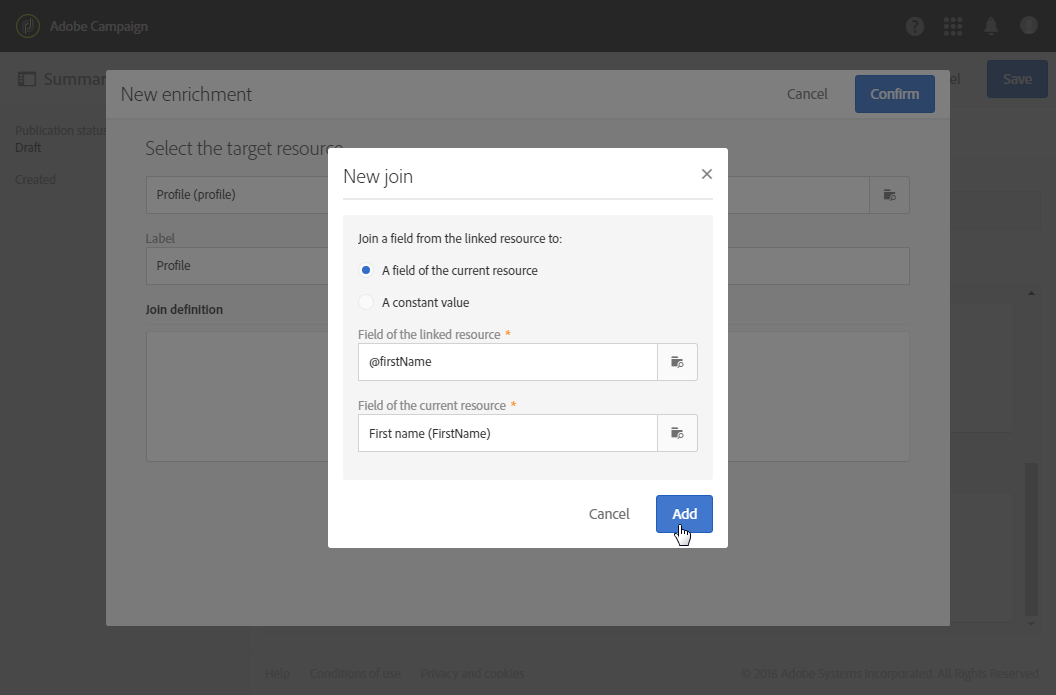 Adobe Campaign
Summar
el
Save
New enrichment
Cancel
Confirm
Publication status
Draft
Created
Select the target resource
Profile (profile)
Label
Profile
Join definition
New join
Join a field from the linked resource to:
A field of the current resource
A constant value
Field of the linked resource *
@firstName
Field of the current resource *
First name (FirstName)
Cancel
Add
Help
Conditions of use
Privacy and cookies
© 2016 Adobe Systems Incorporated. All Rights Reserved.